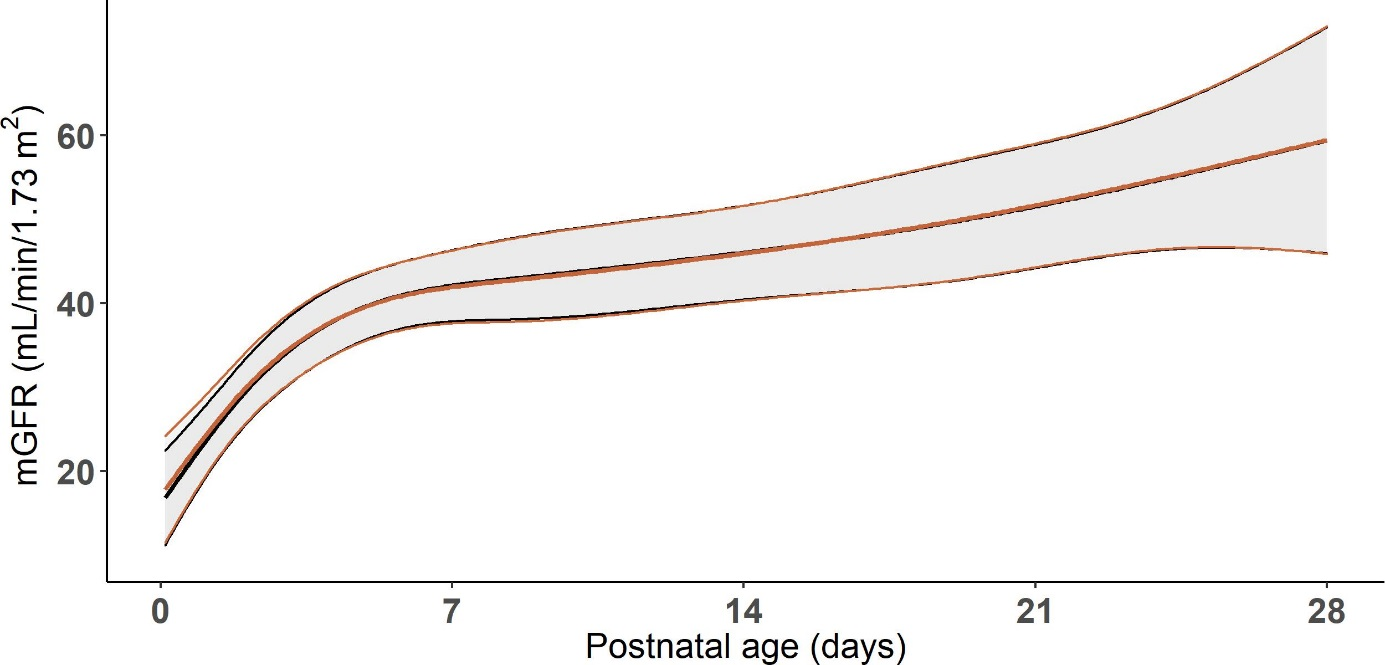 mGFR (mL/min/1.73 m²)
60
40
20
0 7 14 21 28
Postnatal age (days)